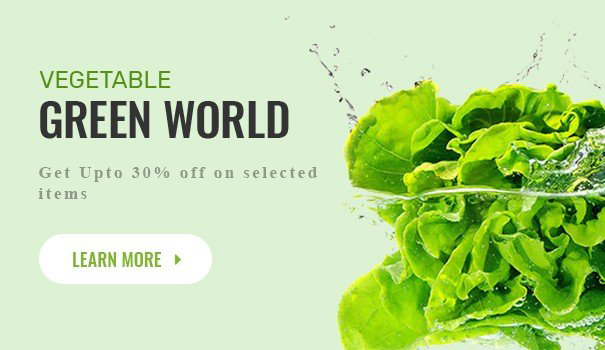 VEGETABLE
GREEN WORLD
Get Upto 30% off on selected
items
LEARN MORE